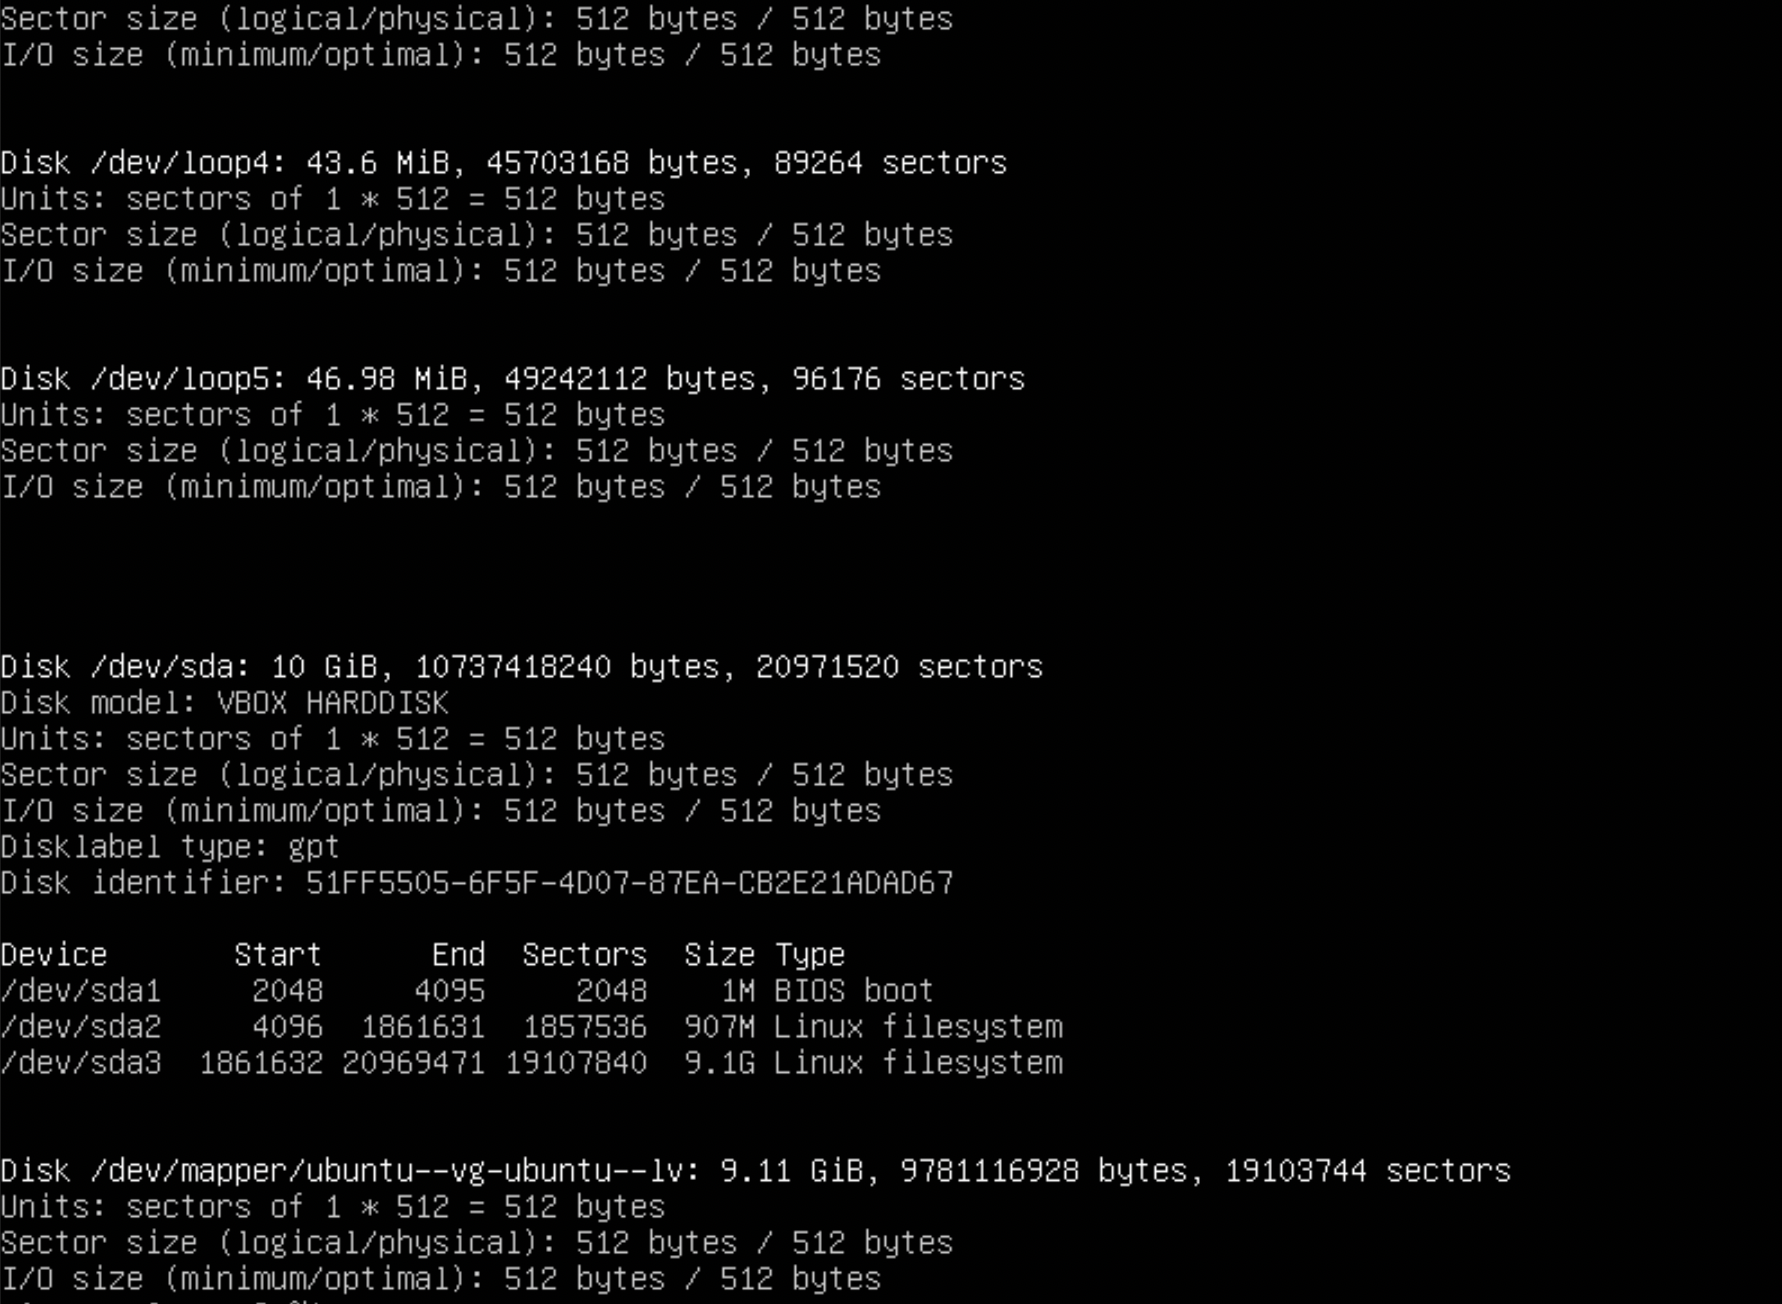 Sector size (logical/physical): 512 bytes / 512 bytes
I/O size (minimum/optimal): 512 bytes / 512 bytes
Disk /dev/loop4: 43.6 MiB, 45703168 bytes, 89264 sectors
Units: sectors of 1 * 512 = 512 bytes
Sector size (logical/physical): 512 bytes / 512 bytes
I/O size (minimum/optimal): 512 bytes / 512 bytes
Disk /dev/loop5: 46.98 MiB, 49242112 bytes, 96176 sectors
Units: sectors of 1 * 512 = 512 bytes
Sector size (logical/physical): 512 bytes / 512 bytes
I/O size (minimum/optimal): 512 bytes / 512 bytes
Disk /dev/sda: 10 GiB, 10737418240 bytes, 20971520 sectors
Disk model: VBOX HARDDISK
Units: sectors of 1 * 512 = 512 bytes
Sector size (logical/physical): 512 bytes / 512 bytes
I/O size (minimum/optimal): 512 bytes / 512 bytes
Disklabel type: gpt
Disk identifier: 51FF5505-6F5F-4D07-87EA-CB2E21ADAD67
Device Start End Sectors Size Type
/dev/sda1 2048 4095 2048 1M BIOS boot
/dev/sda2 4096 1861631 1857536 907M Linux filesystem
/dev/sda3 1861632 20969471 19107840 9.1G Linux filesystem
Disk /dev/mapper/ubuntu--vg-ubuntu--lv: 9.11 GiB, 9781116928 bytes, 19103744 sectors
Units: sectors of 1 * 512 = 512 bytes
Sector size (logical/physical): 512 bytes / 512 bytes
I/O size (minimum/optimal): 512 bytes / 512 bytes